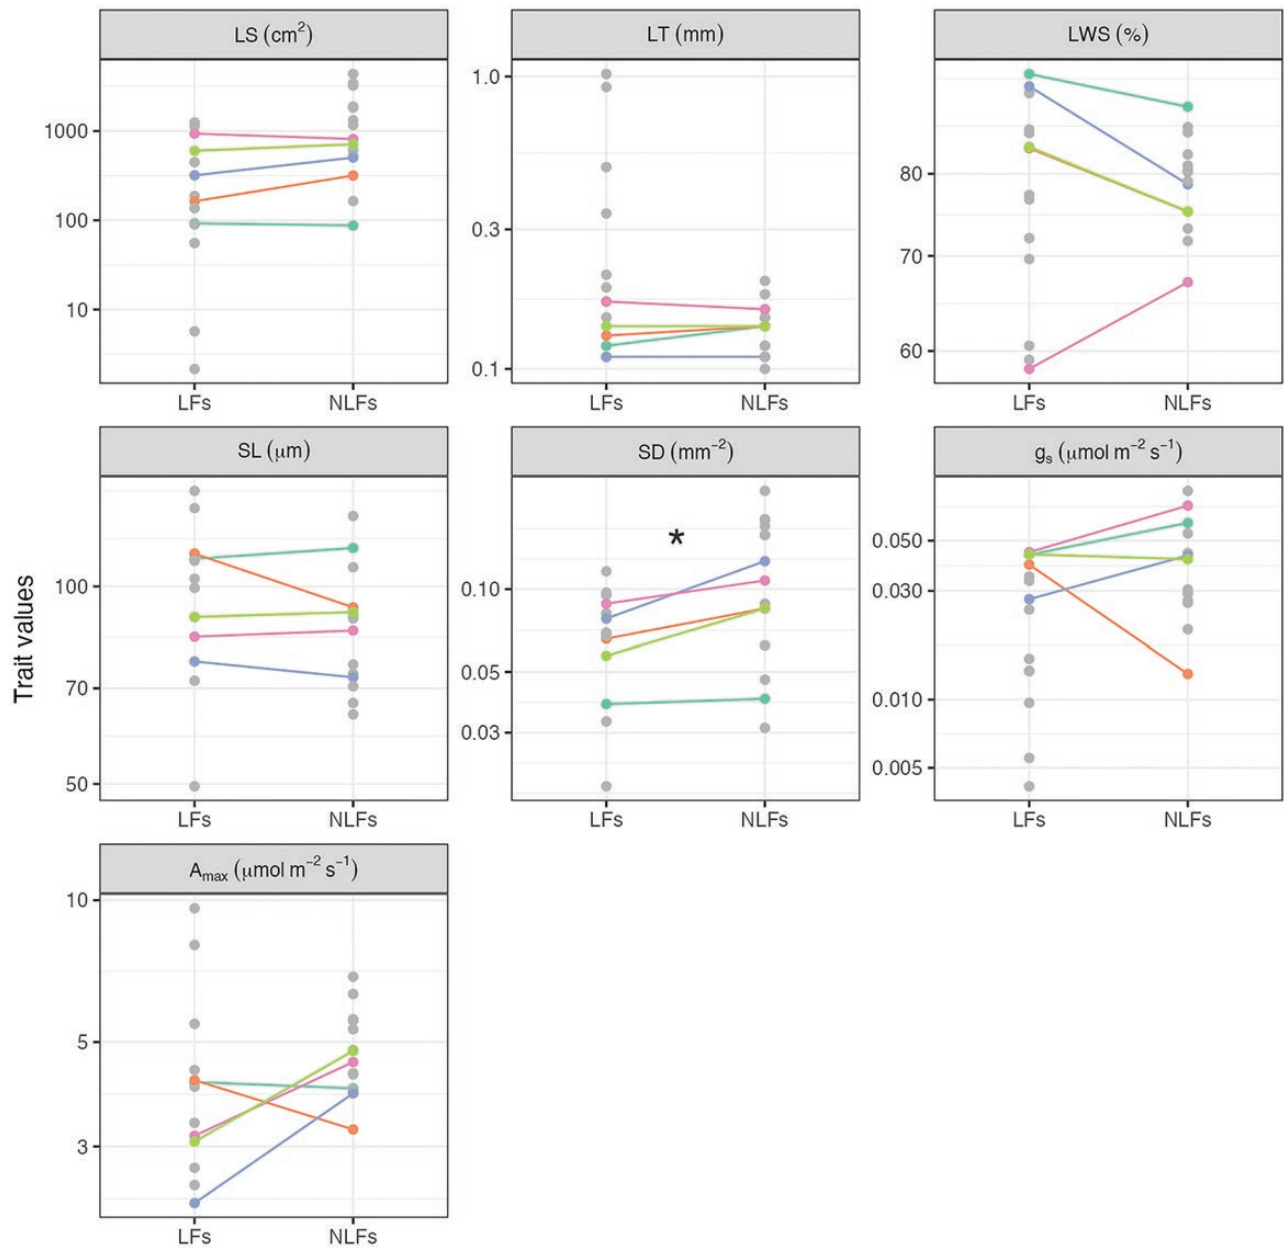 LS (cm²) LT (mm) LWS (%)
1000
100
10
LFs NLFs
1.0
0.3
0.1
LFs NLFs
80
70
60
LFs NLFs
SL (μm) SD (mm⁻²) gₛ (μmol m⁻² s⁻¹)
Trait values
100
70
50
LFs NLFs
*
0.10
0.05
0.03
LFs NLFs
0.050
0.030
0.010
0.005
LFs NLFs
Amax (μmol m⁻² s⁻¹)
10
5
3
LFs NLFs